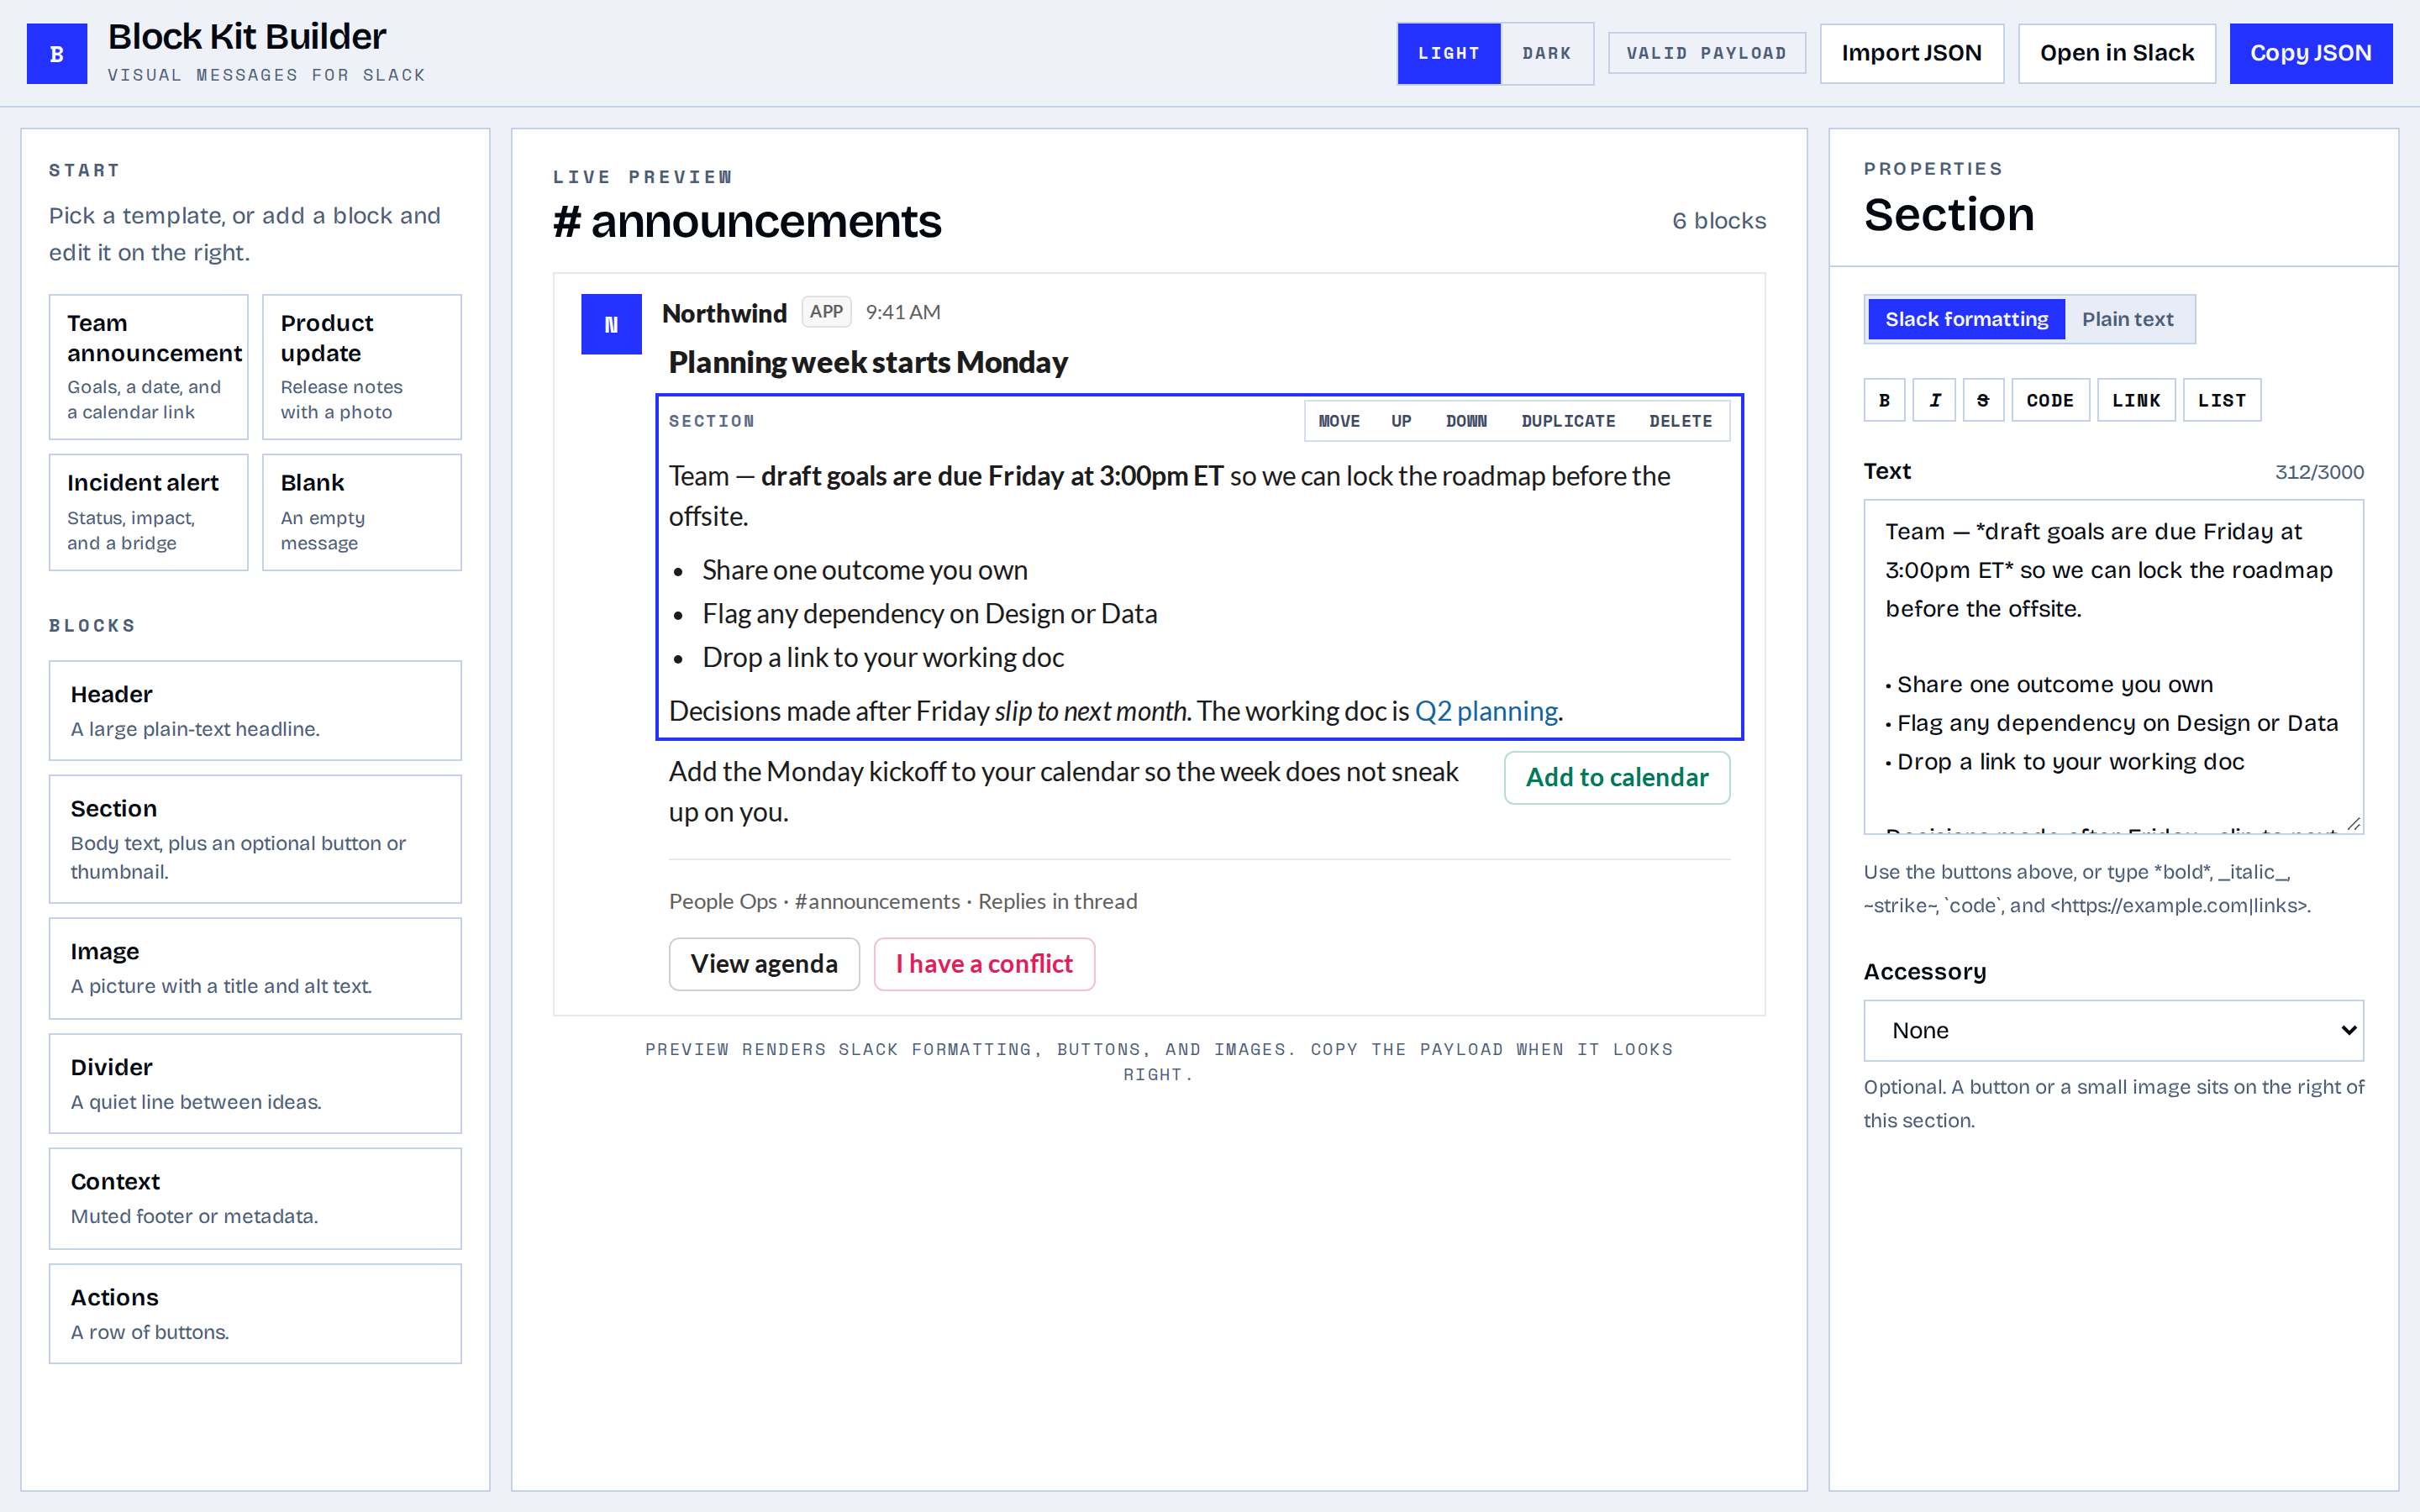 B
Block Kit Builder
VISUAL MESSAGES FOR SLACK
LIGHT
DARK
VALID PAYLOAD
Import JSON
Open in Slack
Copy JSON
START
Pick a template, or add a block and
edit it on the right.
Team
announcement
Goals, a date, and
a calendar link
Product
update
Release notes
with a photo
Incident alert
Status, impact,
and a bridge
Blank
An empty
message
BLOCKS
Header
A large plain-text headline.
Section
Body text, plus an optional button or
thumbnail.
Image
A picture with a title and alt text.
Divider
A quiet line between ideas.
Context
Muted footer or metadata.
Actions
A row of buttons.
LIVE PREVIEW
# announcements
6 blocks
N
Northwind APP 9:41 AM
Planning week starts Monday
SECTION
MOVE UP DOWN DUPLICATE DELETE
Team — draft goals are due Friday at 3:00pm ET so we can lock the roadmap before the
offsite.
• Share one outcome you own
• Flag any dependency on Design or Data
• Drop a link to your working doc
Decisions made after Friday slip to next month. The working doc is Q2 planning.
Add the Monday kickoff to your calendar so the week does not sneak
up on you.
Add to calendar
People Ops · #announcements · Replies in thread
View agenda
I have a conflict
PREVIEW RENDERS SLACK FORMATTING, BUTTONS, AND IMAGES. COPY THE PAYLOAD WHEN IT LOOKS
RIGHT.
PROPERTIES
Section
Slack formatting
Plain text
B I S CODE LINK LIST
Text
312/3000
Team — *draft goals are due Friday at
3:00pm ET* so we can lock the roadmap
before the offsite.
• Share one outcome you own
• Flag any dependency on Design or Data
• Drop a link to your working doc
Decisions made after Friday _slip to next
Use the buttons above, or type *bold*, _italic_,
~strike~, `code`, and <https://example.com|links>.
Accessory
None
Optional. A button or a small image sits on the right of
this section.